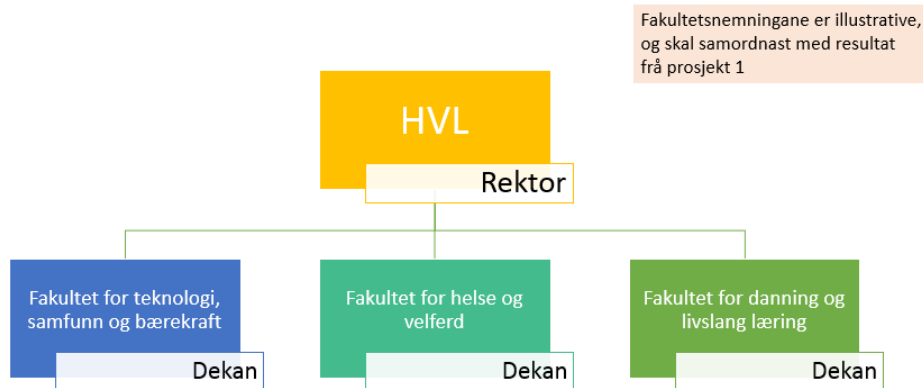 Fakultetsnemningane er illustrative,
og skal samordnast med resultat
frå prosjekt 1
HVL
Rektor
Fakultet for teknologi,
samfunn og bærekraft
Dekan
Fakultet for helse og
velferd
Dekan
Fakultet for danning og
livslang læring
Dekan